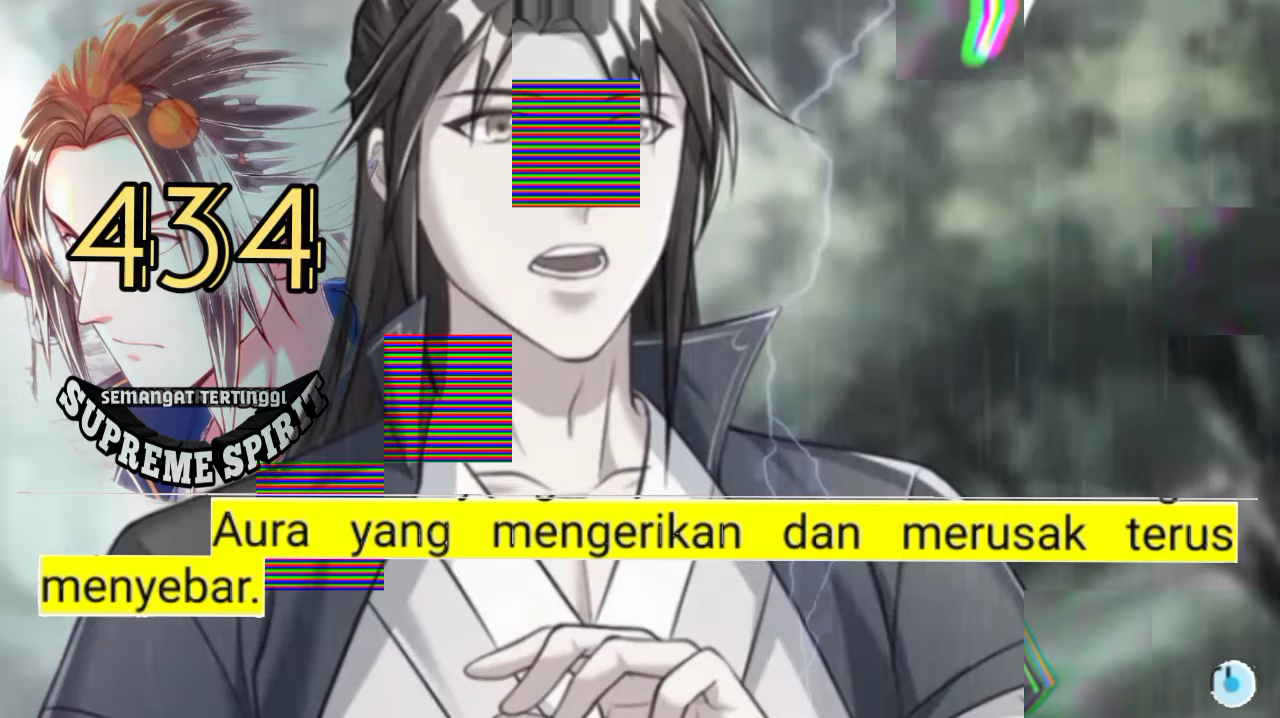 434
SEMANGAT TERTINGGI
SUPREME SPIRIT
Aura yang mengerikan dan merusak terus
menyebar.